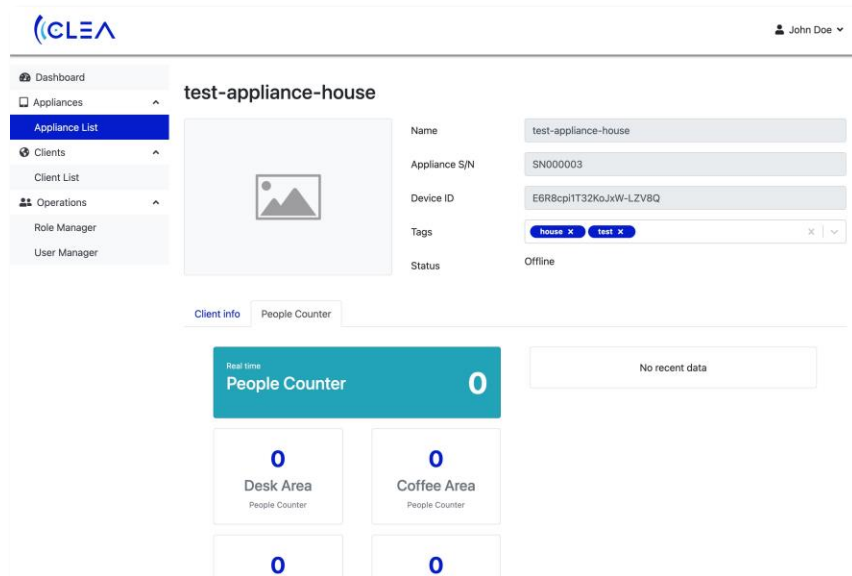 CLEA
John Doe
Dashboard
Appliances
Appliance List
Clients
Client List
Operations
Role Manager
User Manager
test-appliance-house
Name
test-appliance-house
Appliance S/N
SN000003
Device ID
E6R8cpi1T32KoJxW-LZV8Q
Tags
house x test x
Status
Offline
Client info People Counter
Real time
People Counter 0
No recent data
0
Desk Area
People Counter
0
Coffee Area
People Counter
0
0